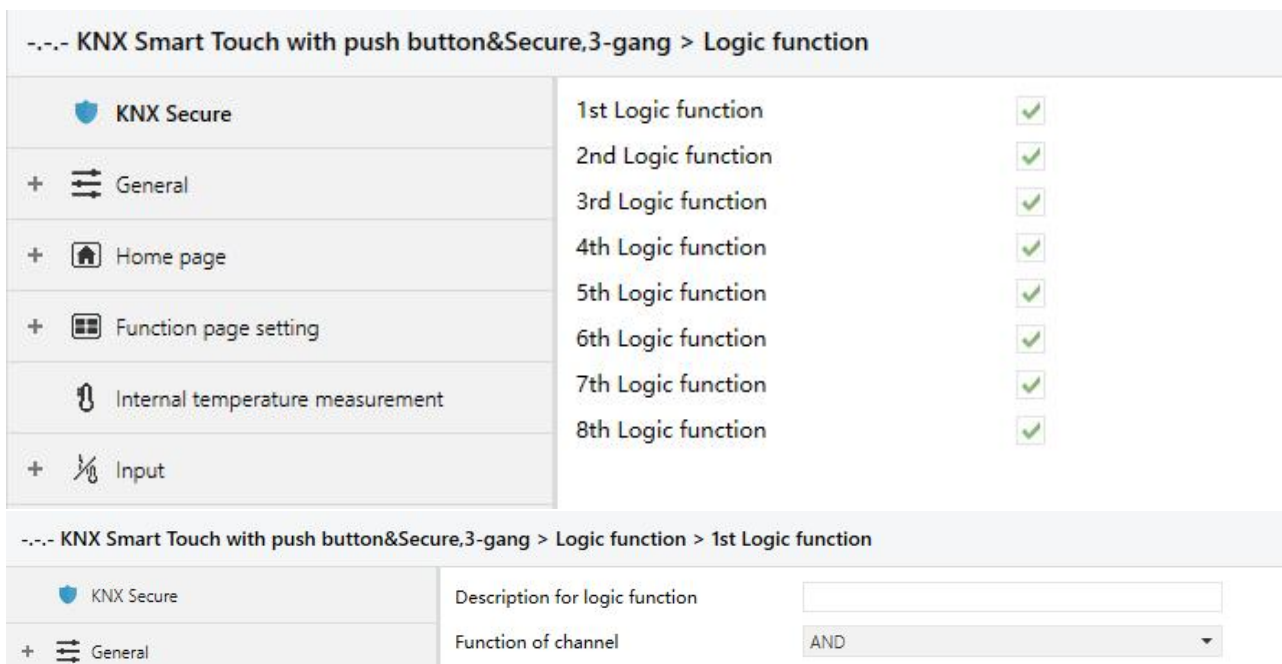 -.-.- KNX Smart Touch with push button&Secure,3-gang > Logic function
KNX Secure
+ General
+ Home page
+ Function page setting
Internal temperature measurement
+ Input
1st Logic function
2nd Logic function
3rd Logic function
4th Logic function
5th Logic function
6th Logic function
7th Logic function
8th Logic function
-.-.- KNX Smart Touch with push button&Secure,3-gang > Logic function > 1st Logic function
KNX Secure
+ General
Description for logic function
Function of channel AND